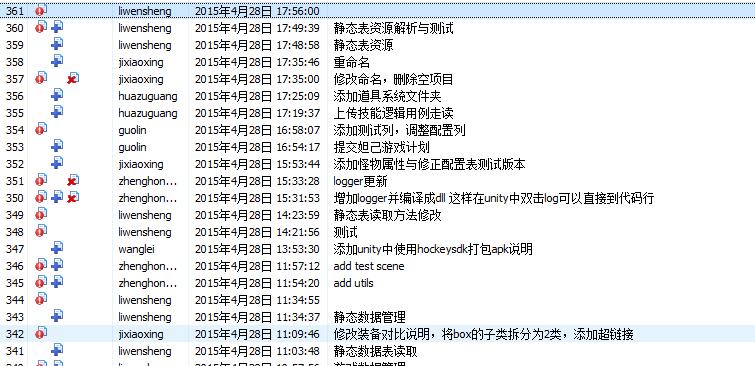 361 liwensheng 2015年4月28日 17:56:00
360 liwensheng 2015年4月28日 17:49:39 静态表资源解析与测试
359 liwensheng 2015年4月28日 17:48:58 静态表资源
358 jixiaoxing 2015年4月28日 17:35:46 重命名
357 jixiaoxing 2015年4月28日 17:35:00 修改命名，删除空项目
356 huazuguang 2015年4月28日 17:25:09 添加道具系统文件夹
355 huazuguang 2015年4月28日 17:19:37 上传技能逻辑用例走读
354 guolin 2015年4月28日 16:58:07 添加测试列，调整配置列
353 guolin 2015年4月28日 16:54:17 提交妲己游戏计划
352 jixiaoxing 2015年4月28日 15:53:44 添加怪物属性与修正配置表测试版本
351 zhenghon... 2015年4月28日 15:33:28 logger更新
350 zhenghon... 2015年4月28日 15:31:53 增加logger并编译成dll 这样在unity中双击log可以直接到代码行
349 liwensheng 2015年4月28日 14:23:59 静态表读取方法修改
348 liwensheng 2015年4月28日 14:21:56 测试
347 wanglei 2015年4月28日 13:53:30 添加unity中使用hockeysdk打包apk说明
346 zhenghon... 2015年4月28日 11:57:12 add test scene
345 zhenghon... 2015年4月28日 11:54:20 add utils
344 liwensheng 2015年4月28日 11:34:55
343 liwensheng 2015年4月28日 11:34:37 静态数据管理
342 jixiaoxing 2015年4月28日 11:09:46 修改装备对比说明，将box的子类拆分为2类，添加超链接
341 liwensheng 2015年4月28日 11:03:48 静态数据表读取